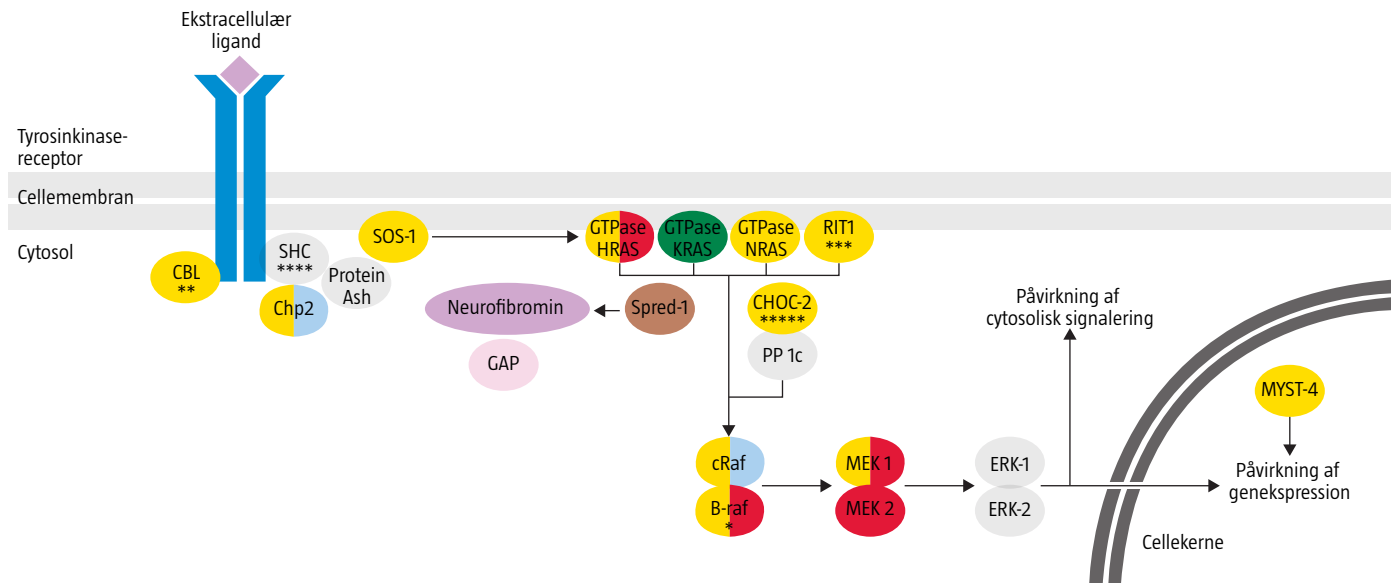 Ekstracellulær
ligand
Tyrosinkinase-
receptor
Cellemembran
Cytosol
CBL
**
SHC
****
Chp2
Protein
Ash
SOS-1
GTPase
HRAS
GTPase
KRAS
GTPase
NRAS
RIT1
***
Neurofibromin
GAP
Spred-1
CHOC-2
*****
PP 1c
cRaf
B-raf
*
MEK 1
MEK 2
ERK-1
ERK-2
Påvirkning af
cytosolisk signalering
MYST-4
Påvirkning af
genekspression
Cellekerne